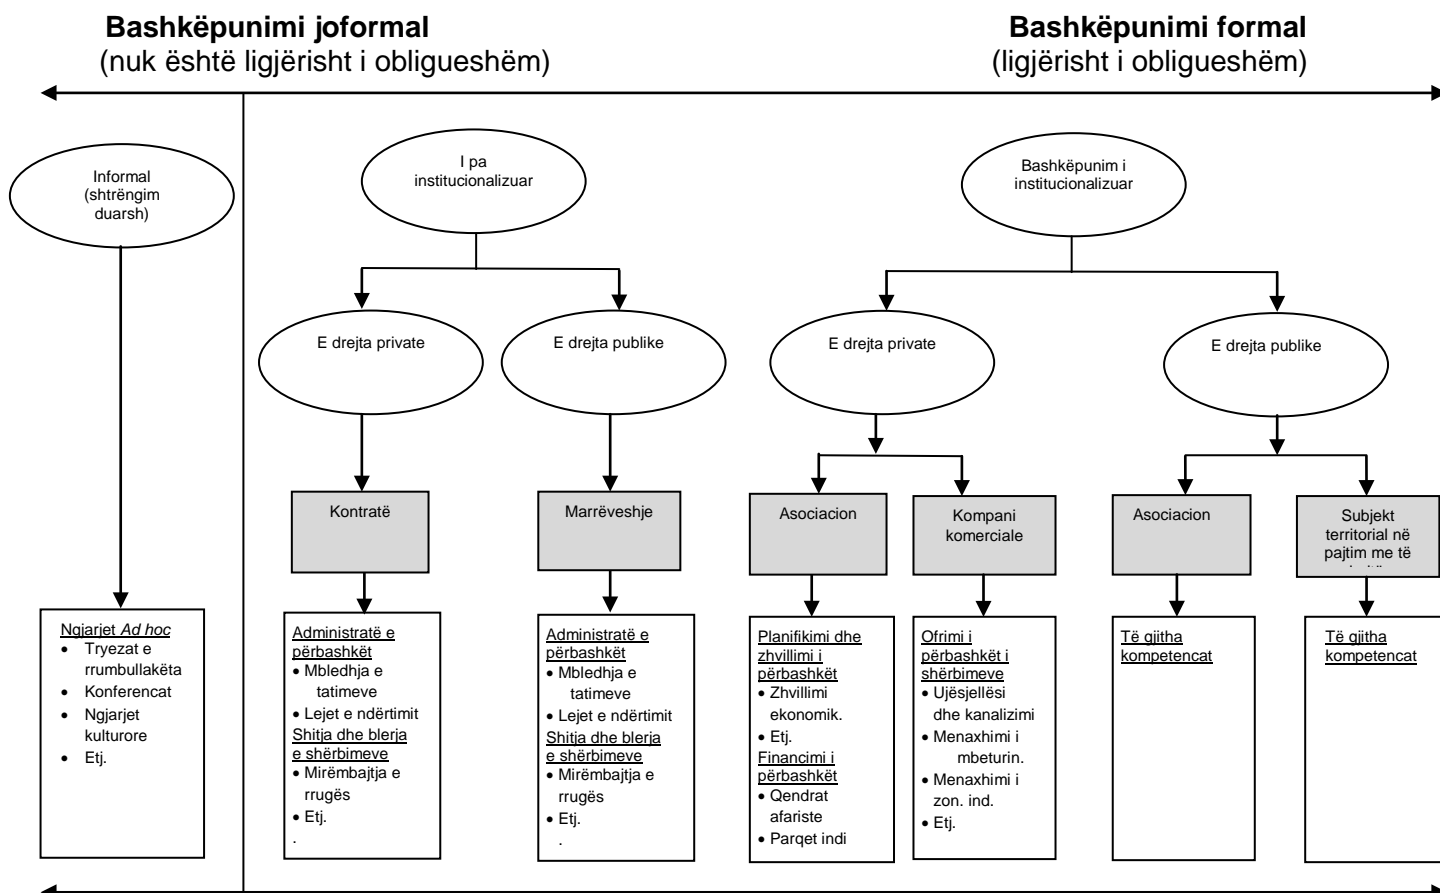 Bashkëpunimi joformal
(nuk është ligjërisht i obligueshëm)
Bashkëpunimi formal
(ligjërisht i obligueshëm)
Informal
(shtrëngim
duarsh)
I pa
institucionalizuar
Bashkëpunim i
institucionalizuar
E drejta private
E drejta publike
E drejta private
E drejta publike
Kontratë
Marrëveshje
Asociacion
Kompani
komerciale
Asociacion
Subjekt
territorial në
pajtim me të
Ngjarjet Ad hoc
• Tryezat e
rrumbullakëta
• Konferencat
• Ngjarjet
kulturore
• Etj.
Administratë e
përbashkët
• Mbledhja e
tatimeve
• Lejet e ndërtimit
Shitja dhe blerja
e shërbimeve
• Mirëmbajtja e
rrugës
• Etj.
.
Administratë e
përbashkët
• Mbledhja e
tatimeve
• Lejet e ndërtimit
Shitja dhe blerja
e shërbimeve
• Mirëmbajtja e
rrugës
• Etj.
.
Planifikimi dhe
zhvillimi i
përbashkët
• Zhvillimi
ekonomik.
• Etj.
Financimi i
përbashkët
• Qendrat
afariste
• Parqet indi
Ofrimi i
përbashkët i
shërbimeve
• Ujësjellësi
dhe kanalizimi
• Menaxhimi i
mbeturin.
• Menaxhimi i
zon. ind.
• Etj.
Të gjitha
kompetencat
Të gjitha
kompetencat